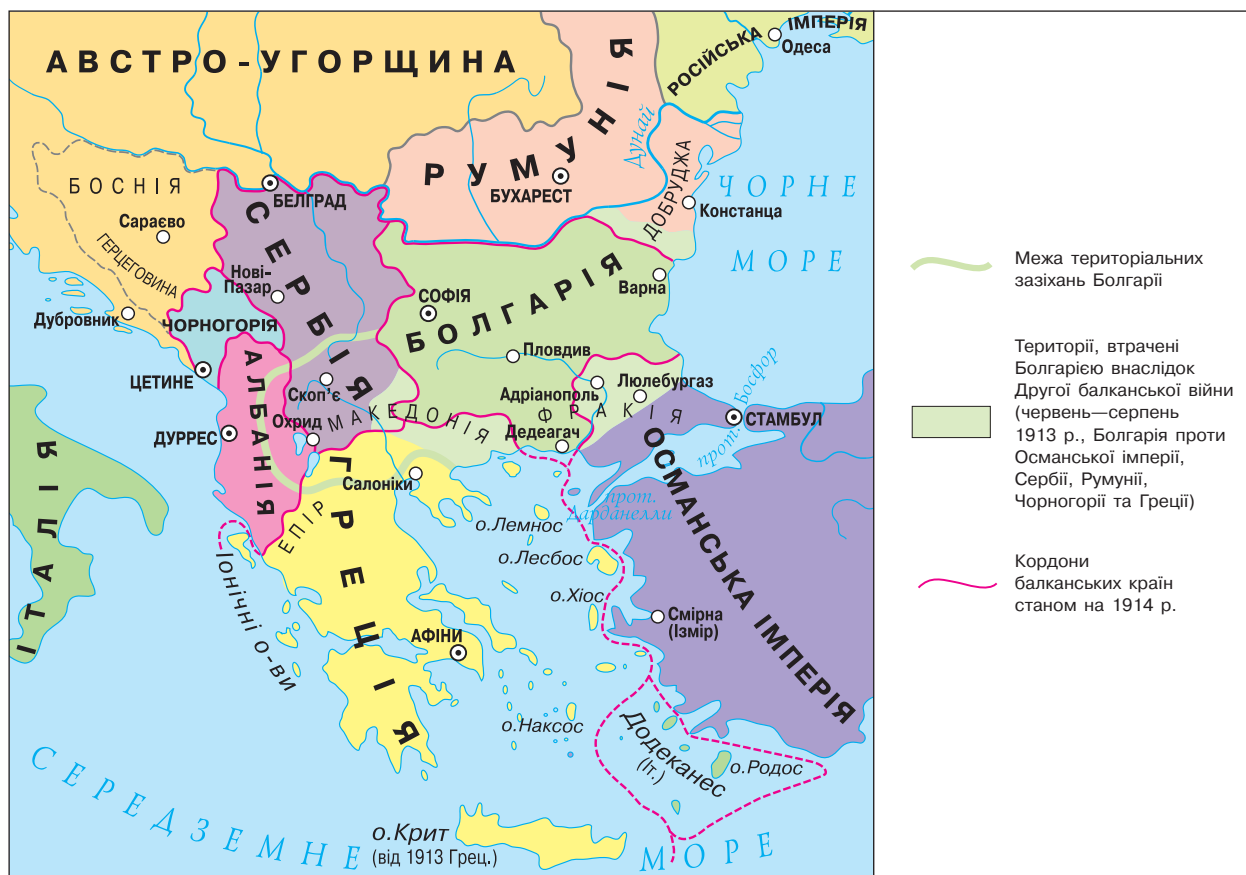 АВСТРО-УГОРЩИНА
РУМУНІЯ
РОСІЙСЬКА
ІМПЕРІЯ
Одеса
Дунай
ДОБРУДЖА
БУХАРЕСТ
Констанца
ЧОРНЕ
МОРЕ
БОСНІЯ
Сараєво
ГЕРЦЕГОВИНА
Дубровник
БЕЛГРАД
СЕРБІЯ
Нові-
Пазар
ЧОРНОГОРІЯ
ЦЕТИНЕ
СОФІЯ
БОЛГАРІЯ
Варна
Пловдив
Адріанополь
Люлебургаз
ФРАКІЯ
Дедеагач
прот. Босфор
СТАМБУЛ
АЛБАНІЯ
Скоп'є
МАКЕДОНІЯ
Охрид
ДУРРЕС
Салоніки
ЕПІР
ГРЕЦІЯ
ІТАЛІЯ
Іонічні о-ви
прот.
Дарданелли
о.Лемнос
о.Лесбос
о.Хіос
Смірна
(Ізмір)
ОСМАНСЬКА ІМПЕРІЯ
АФІНИ
о.Наксос
Додеканес
(Іт.)
о.Родос
о.Крит
(від 1913 Грец.)
СЕРЕДЗЕМНЕ
МОРЕ
Межа територіальних
зазіхань Болгарії
Території, втрачені
Болгарією внаслідок
Другої балканської війни
(червень—серпень
1913 р., Болгарія проти
Османської імперії,
Сербії, Румунії,
Чорногорії та Греції)
Кордони
балканських країн
станом на 1914 р.